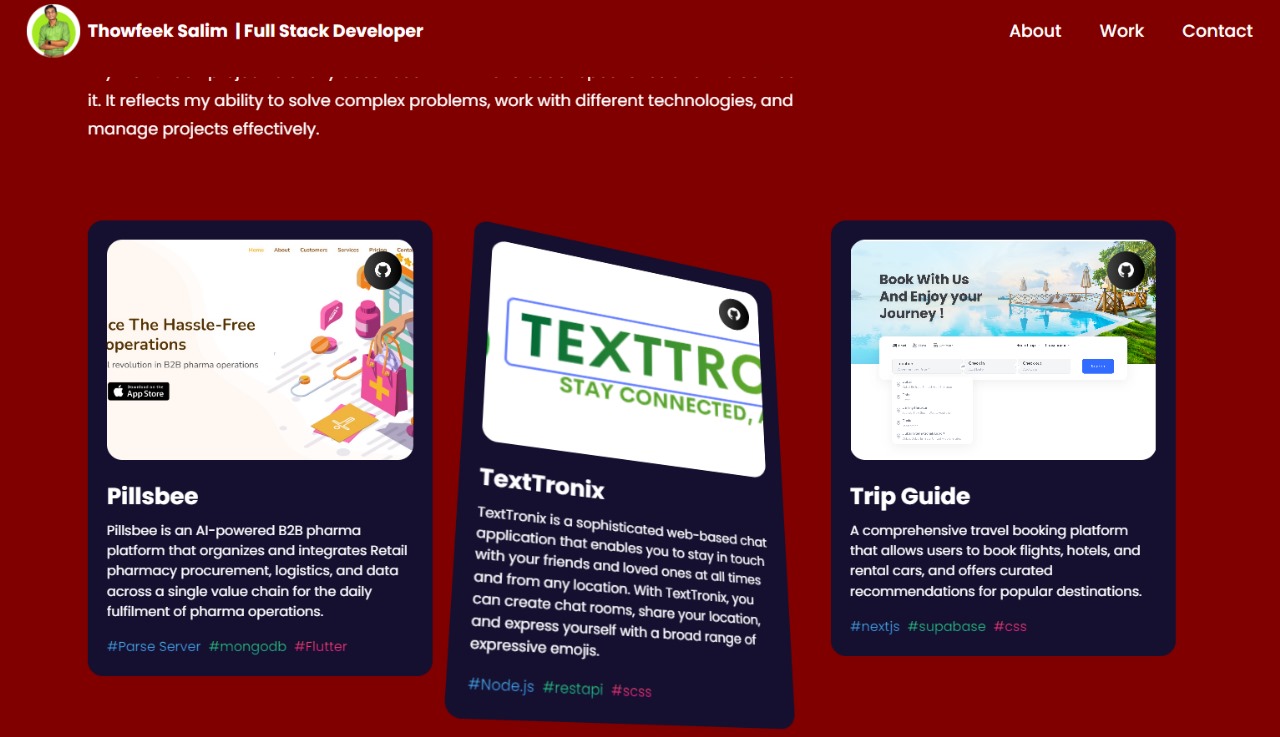 Thowfeek Salim | Full Stack Developer
About Work Contact
it. It reflects my ability to solve complex problems, work with different technologies, and
manage projects effectively.
Home About Customers Services Pricing
ce The Hassle-Free
operations
l revolution in B2B pharma operations
Download on the
App Store
Pillsbee
Pillsbee is an AI-powered B2B pharma
platform that organizes and integrates Retail
pharmacy procurement, logistics, and data
across a single value chain for the daily
fulfilment of pharma operations.
#Parse Server #mongodb #Flutter
TEXTTRO
STAY CONNECTED,
TextTronix
TextTronix is a sophisticated web-based chat
application that enables you to stay in touch
with your friends and loved ones at all times
and from any location. With TextTronix, you
can create chat rooms, share your location,
and express yourself with a broad range of
expressive emojis.
#Node.js #restapi #scss
Book With Us
And Enjoy your
Journey !
Check in
Check out
Search
Trip Guide
A comprehensive travel booking platform
that allows users to book flights, hotels, and
rental cars, and offers curated
recommendations for popular destinations.
#nextjs #supabase #css